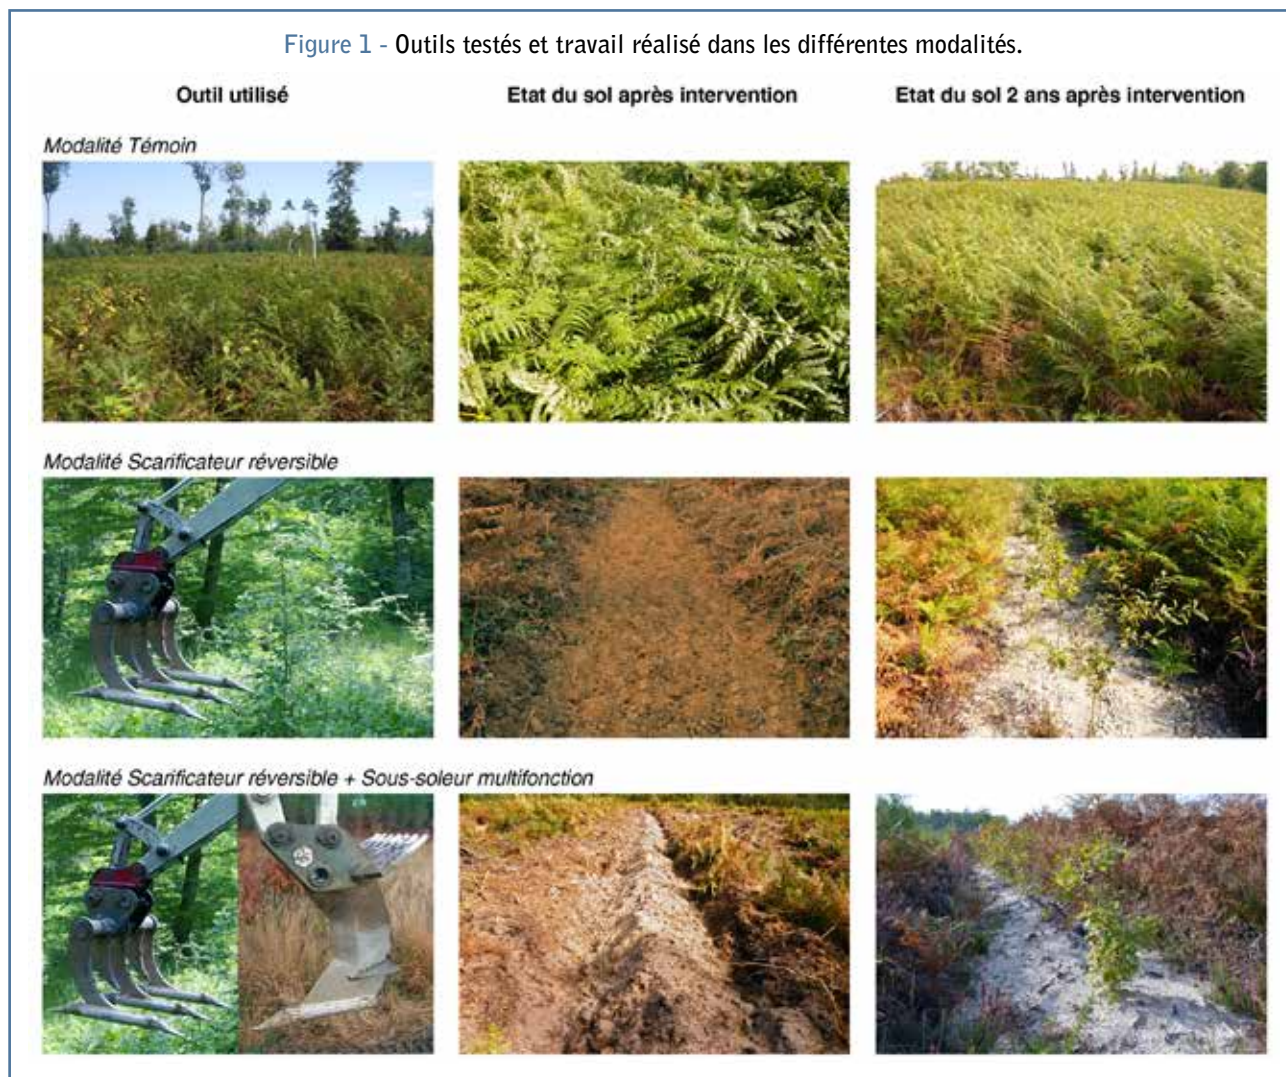 Figure 1 - Outils testés et travail réalisé dans les différentes modalités.
Outil utilisé
Etat du sol après intervention
Etat du sol 2 ans après intervention
Modalité Témoin
Modalité Scarificateur réversible
Modalité Scarificateur réversible + Sous-soleur multifonction